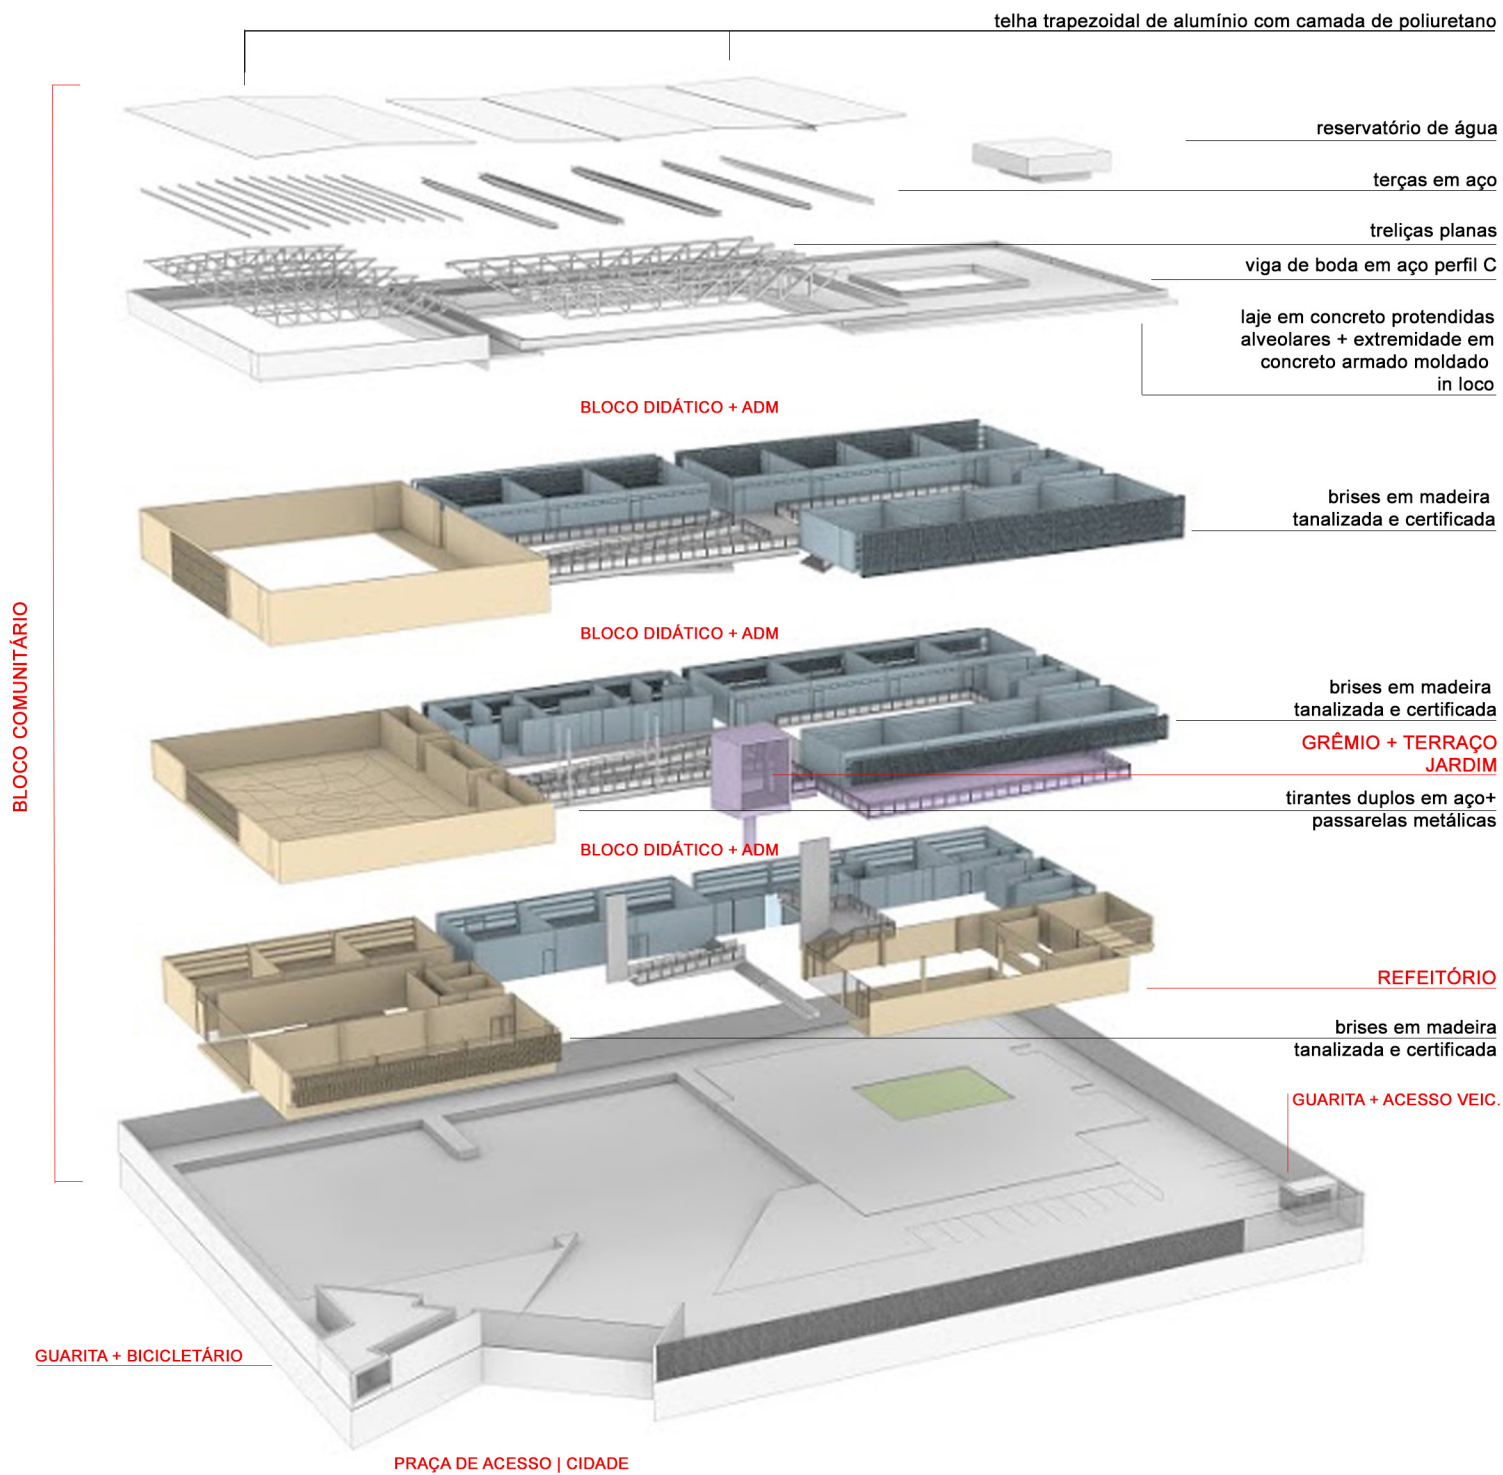 telha trapezoidal de alumínio com camada de poliuretano
reservatório de água
terças em aço
treliças planas
viga de boda em aço perfil C
laje em concreto protendidas
alveolares + extremidade em
concreto armado moldado
in loco
BLOCO DIDÁTICO + ADM
brises em madeira
tanalizada e certificada
BLOCO COMUNITÁRIO
BLOCO DIDÁTICO + ADM
brises em madeira
tanalizada e certificada
GRÊMIO + TERRAÇO
JARDIM
tirantes duplos em aço+
passarelas metálicas
BLOCO DIDÁTICO + ADM
REFEITÓRIO
brises em madeira
tanalizada e certificada
GUARITA + ACESSO VEIC.
GUARITA + BICICLETÁRIO
PRAÇA DE ACESSO | CIDADE